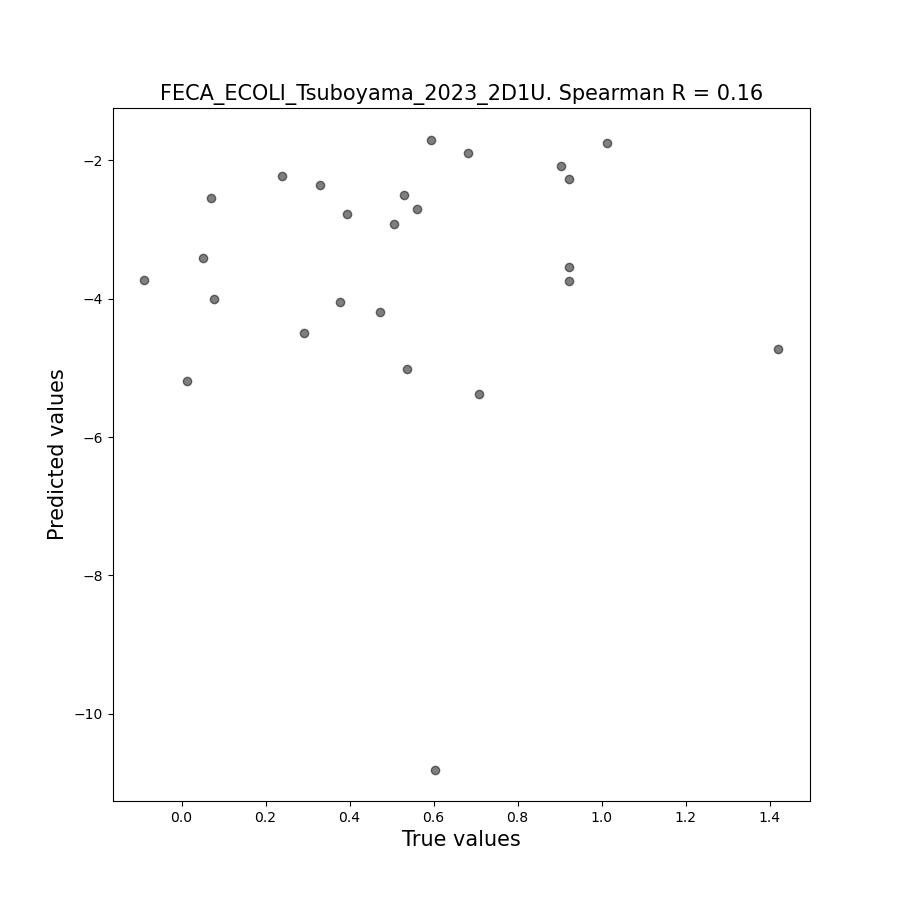 FECA_ECOLI_Tsuboyama_2023_2D1U. Spearman R = 0.16
−2
−4
−6
−8
−10
Predicted values
0.0 0.2 0.4 0.6 0.8 1.0 1.2 1.4
True values